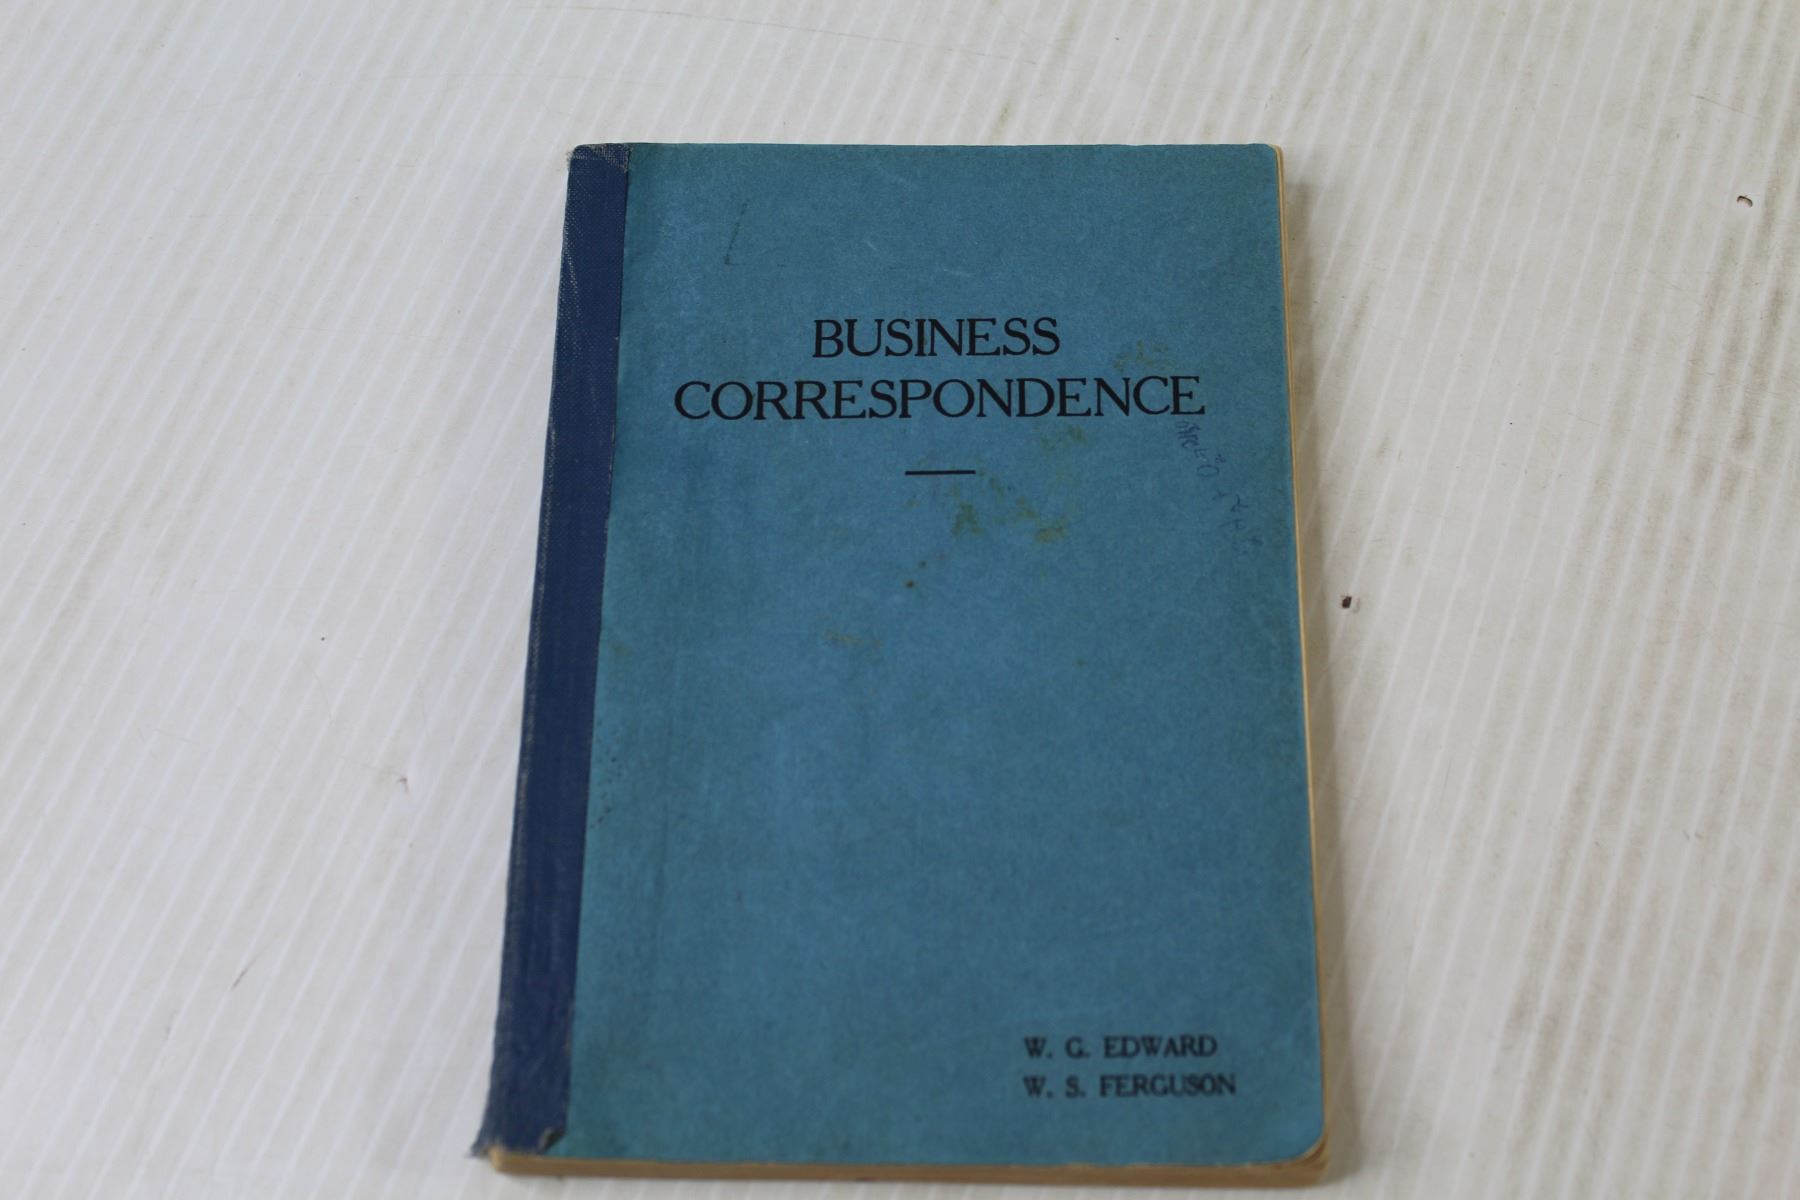 BUSINESS
CORRESPONDENCE
W. G. EDWARD
W. S. FERGUSON